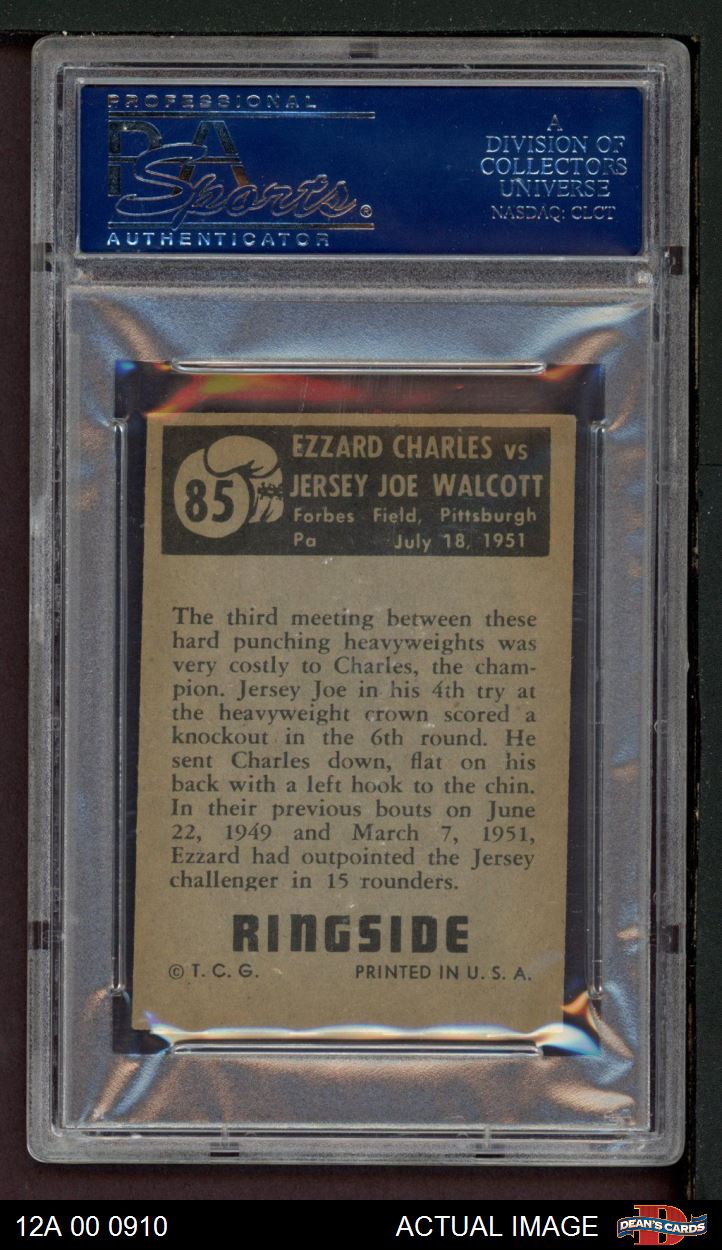 PROFESSIONAL
PSA
Sports®
AUTHENTICATOR
A
DIVISION OF
COLLECTORS
UNIVERSE
NASDAQ: CLCT
85
EZZARD CHARLES vs
JERSEY JOE WALCOTT
Forbes Field, Pittsburgh
Pa July 18, 1951
The third meeting between these
hard punching heavyweights was
very costly to Charles, the cham-
pion. Jersey Joe in his 4th try at
the heavyweight crown scored a
knockout in the 6th round. He
sent Charles down, flat on his
back with a left hook to the chin.
In their previous bouts on June
22, 1949 and March 7, 1951,
Ezzard had outpointed the Jersey
challenger in 15 rounders.
RINGSIDE
© T. C. G. PRINTED IN U. S. A.
12A 00 0910 ACTUAL IMAGE D DEAN'S CARDS